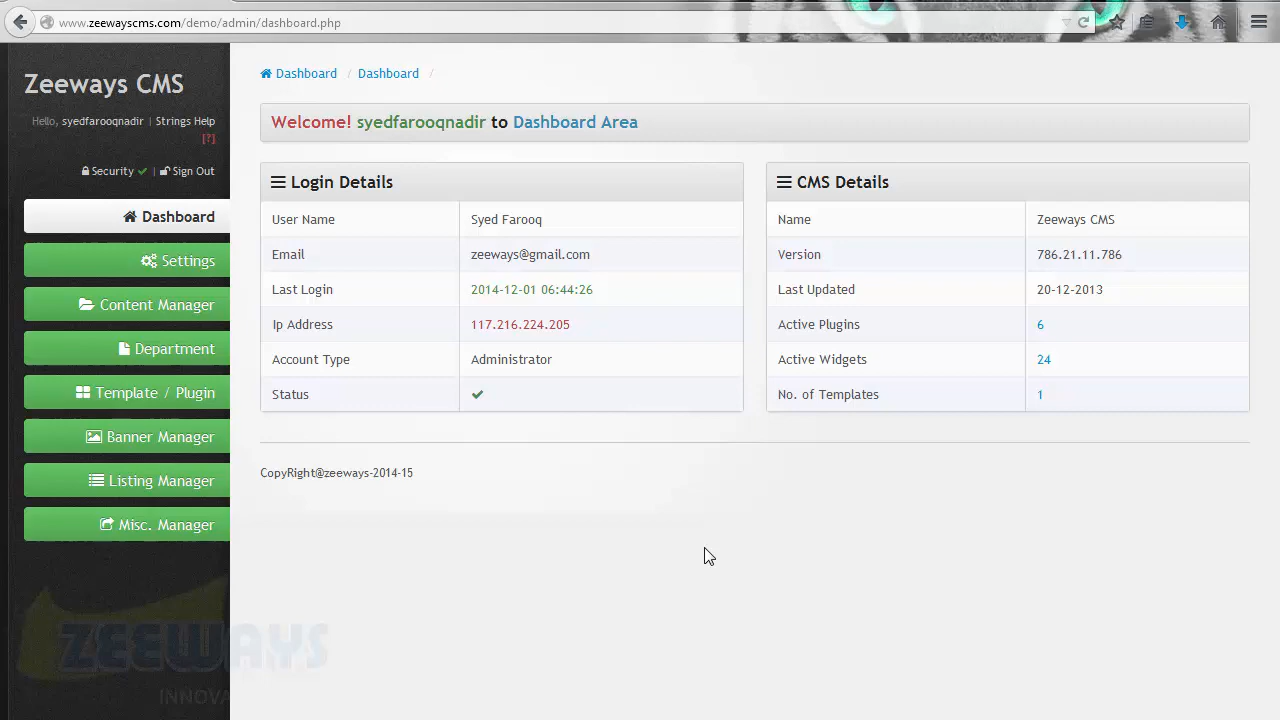 www.zeewayscms.com/demo/admin/dashboard.php
Zeeways CMS
Hello, syedfarooqnadir | Strings Help
[?]
Security | Sign Out
Dashboard
Settings
Content Manager
Department
Template / Plugin
Banner Manager
Listing Manager
Misc. Manager
Dashboard / Dashboard /
Welcome! syedfarooqnadir to Dashboard Area
Login Details
User Name Syed Farooq
Email zeeways@gmail.com
Last Login 2014-12-01 06:44:26
Ip Address 117.216.224.205
Account Type Administrator
Status
CMS Details
Name Zeeways CMS
Version 786.21.11.786
Last Updated 20-12-2013
Active Plugins 6
Active Widgets 24
No. of Templates 1
CopyRight@zeeways-2014-15
ZEEWAYS